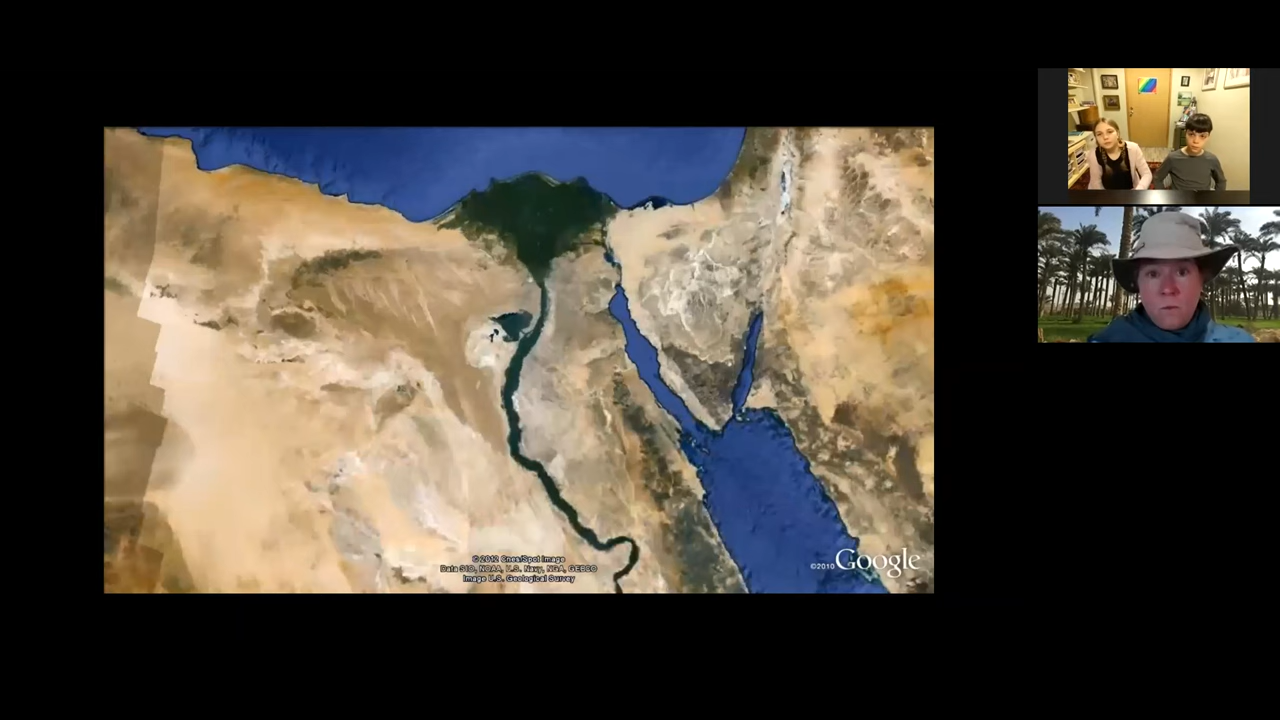 © 2012 Cnes/Spot Image
Data SIO, NOAA, U.S. Navy, NGA, GEBCO
Image U.S. Geological Survey
©2010 Google